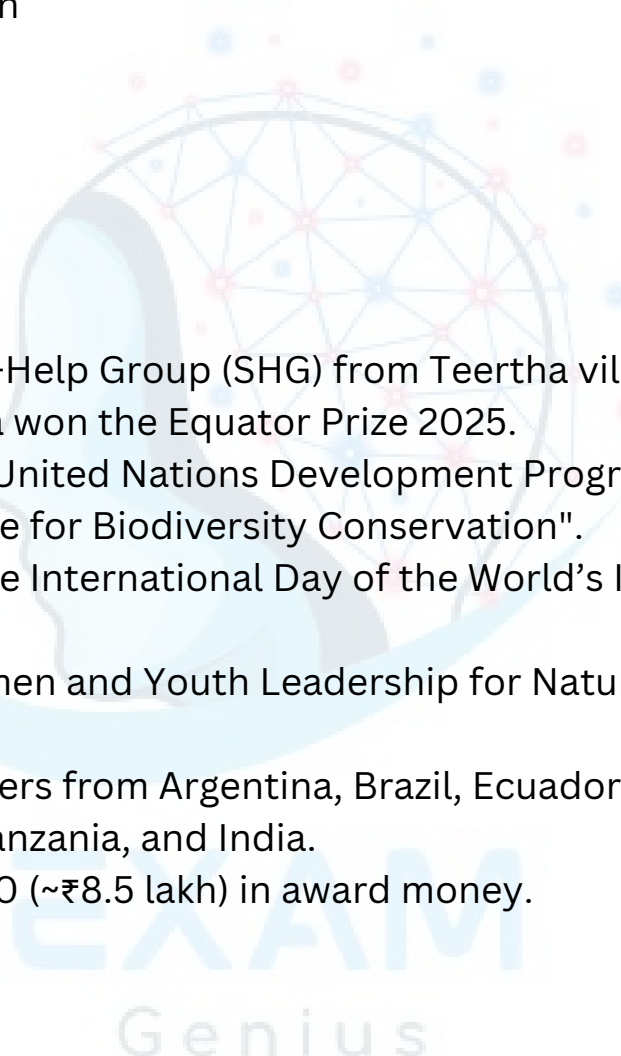 n
-Help Group (SHG) from Teertha vil
a won the Equator Prize 2025.
United Nations Development Progr
e for Biodiversity Conservation".
e International Day of the World’s I
men and Youth Leadership for Natu
ers from Argentina, Brazil, Ecuador
anzania, and India.
0 (~₹8.5 lakh) in award money.
EXAM
Genius